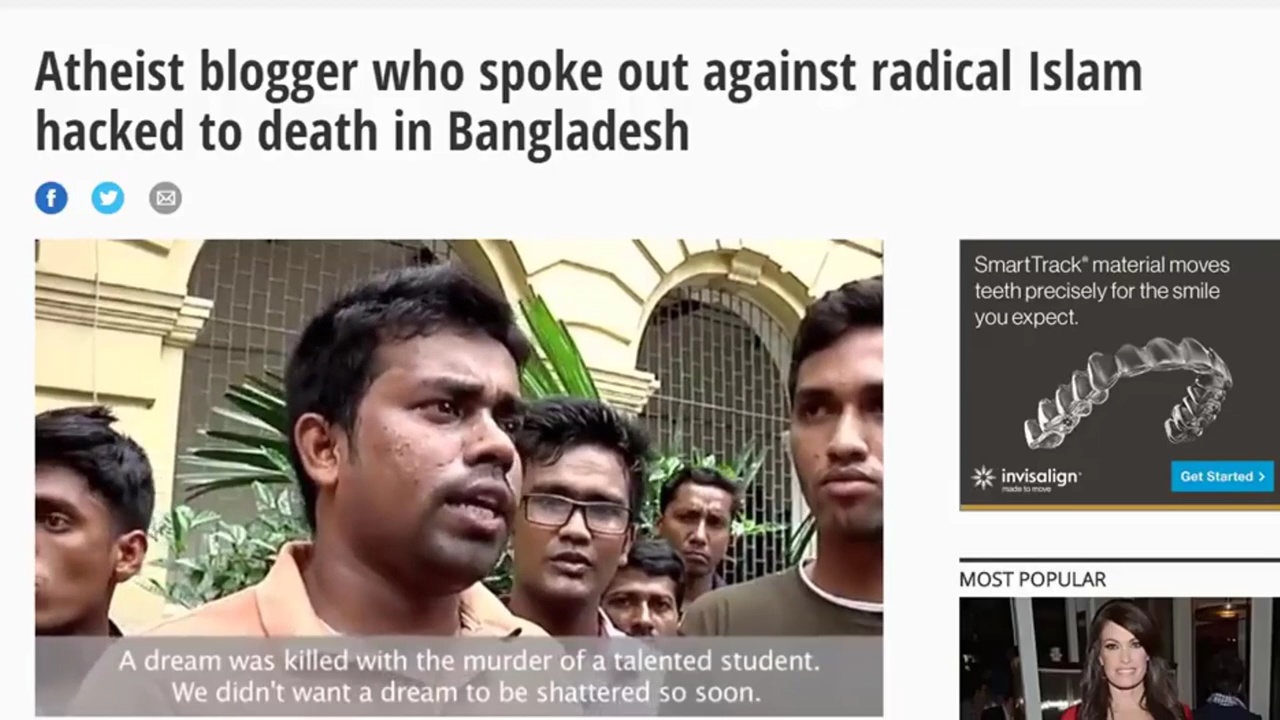 Atheist blogger who spoke out against radical Islam
hacked to death in Bangladesh
A dream was killed with the murder of a talented student.
We didn't want a dream to be shattered so soon.
SmartTrack® material moves
teeth precisely for the smile
you expect.
invisalign
made to move
Get Started >
MOST POPULAR